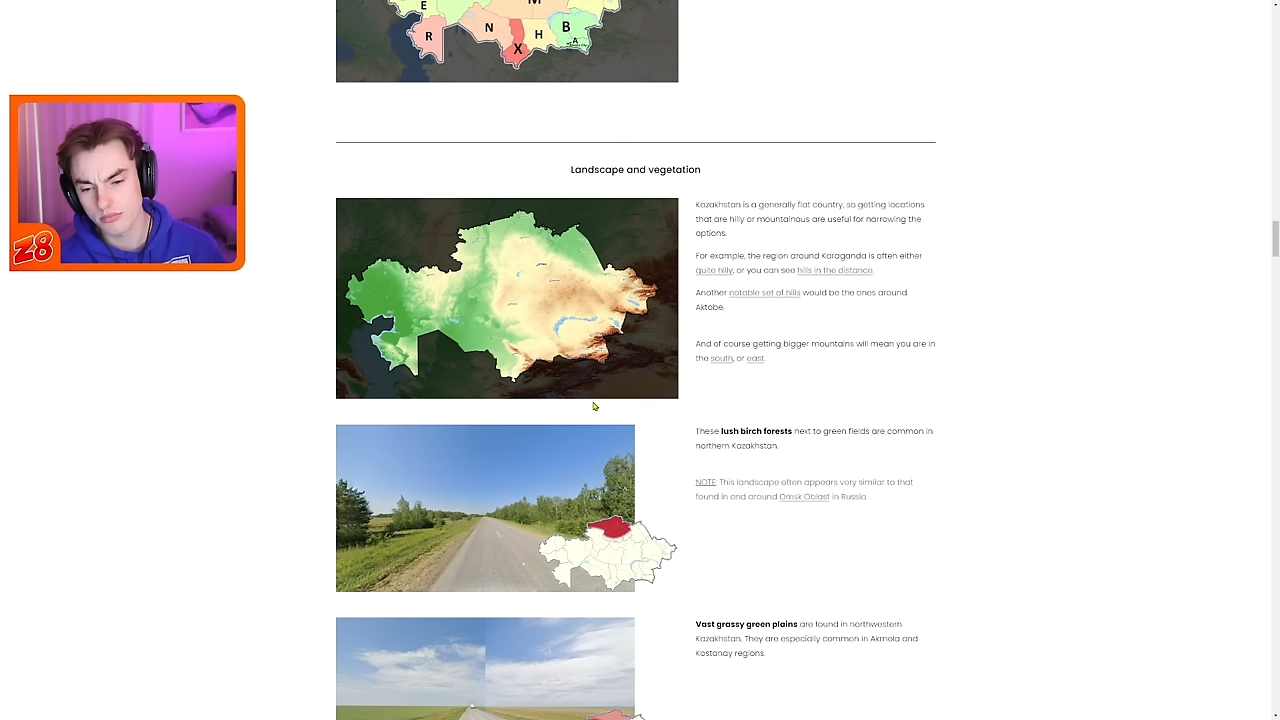 E
M
R
N
X
H
B
A
Landscape and vegetation
Kazakhstan is a generally flat country, so getting locations
that are hilly or mountainous are useful for narrowing the
options.
For example, the region around Karaganda is often either
quite hilly, or you can see hills in the distance.
Another notable set of hills would be the ones around
Aktobe.
And of course getting bigger mountains will mean you are in
the south, or east.
Z8
These lush birch forests next to green fields are common in
northern Kazakhstan.
NOTE: This landscape often appears very similar to that
found in and around Omsk Oblast in Russia.
Vast grassy green plains are found in northwestern
Kazakhstan. They are especially common in Akmola and
Kostanay regions.